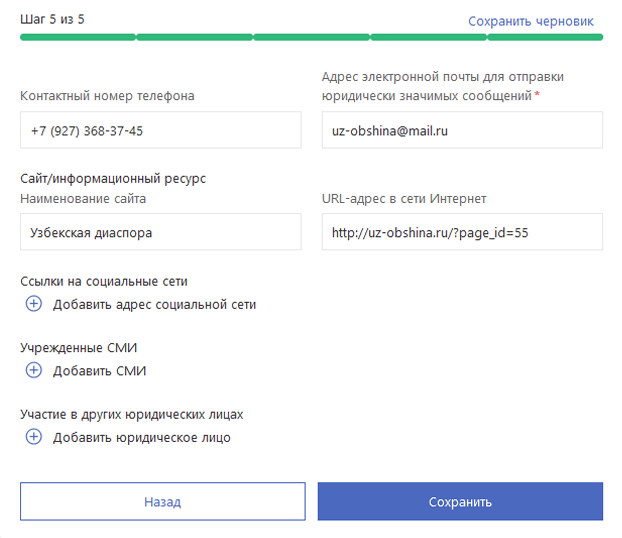 Шаг 5 из 5
Сохранить черновик
Контактный номер телефона
Адрес электронной почты для отправки
юридически значимых сообщений *
+7 (927) 368-37-45
uz-obshina@mail.ru
Сайт/информационный ресурс
Наименование сайта
URL-адрес в сети Интернет
Узбекская диаспора
http://uz-obshina.ru/?page_id=55
Ссылки на социальные сети
Добавить адрес социальной сети
Учрежденные СМИ
Добавить СМИ
Участие в других юридических лицах
Добавить юридическое лицо
Назад
Сохранить